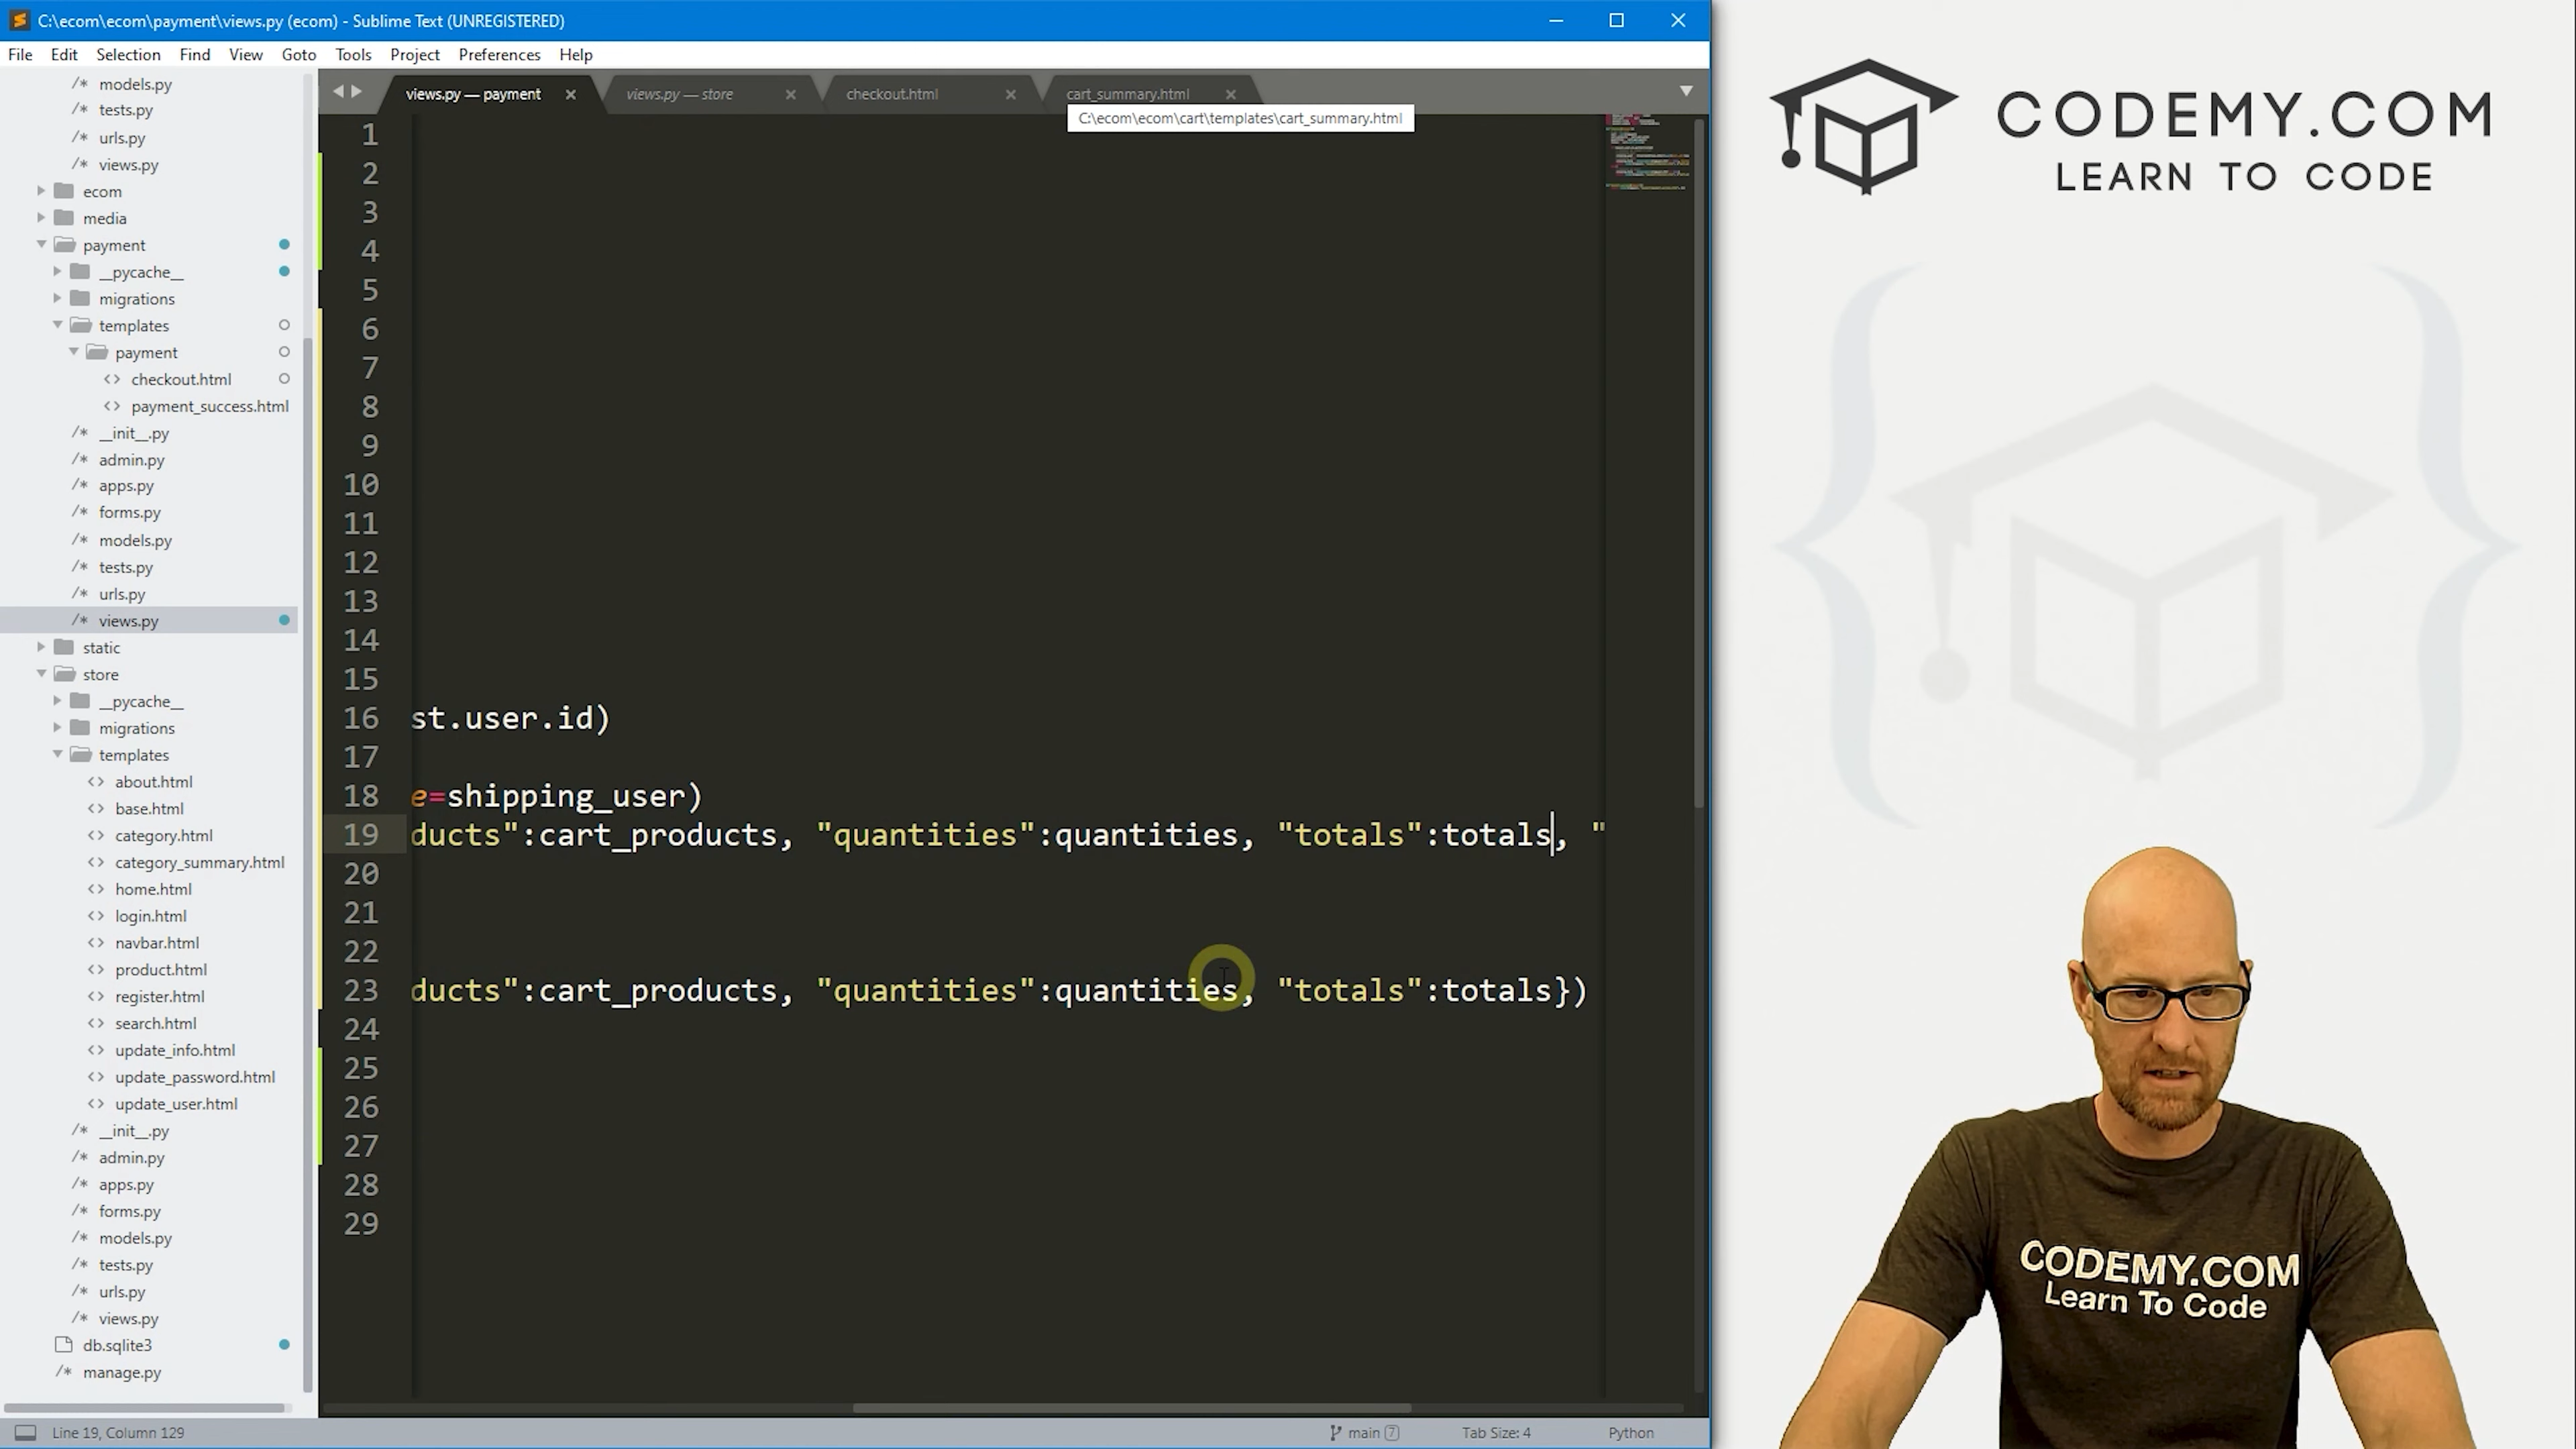 C:\ecom\ecom\payment\views.py (ecom) - Sublime Text (UNREGISTERED)
File Edit Selection Find View Goto Tools Project Preferences Help
models.py
tests.py
urls.py
views.py
ecom
media
payment
__pycache__
migrations
templates
payment
checkout.html
payment_success.html
__init__.py
admin.py
apps.py
forms.py
models.py
tests.py
urls.py
views.py
static
store
__pycache__
migrations
templates
about.html
base.html
category.html
category_summary.html
home.html
login.html
navbar.html
product.html
register.html
search.html
update_info.html
update_password.html
update_user.html
__init__.py
admin.py
apps.py
forms.py
models.py
tests.py
urls.py
views.py
db.sqlite3
manage.py
views.py — payment
views.py — store
checkout.html
cart_summary.html
C:\ecom\ecom\cart\templates\cart_summary.html
1
2
3
4
5
6
7
8
9
10
11
12
13
14
15
16 st.user.id)
17
18 e=shipping_user)
19 ducts":cart_products, "quantities":quantities, "totals":totals, "
20
21
22
23 ducts":cart_products, "quantities":quantities, "totals":totals})
24
25
26
27
28
29
Line 19, Column 129
main 7
Tab Size: 4
Python
CODEMY.COM
LEARN TO CODE
CODEMY.COM
Learn To Code